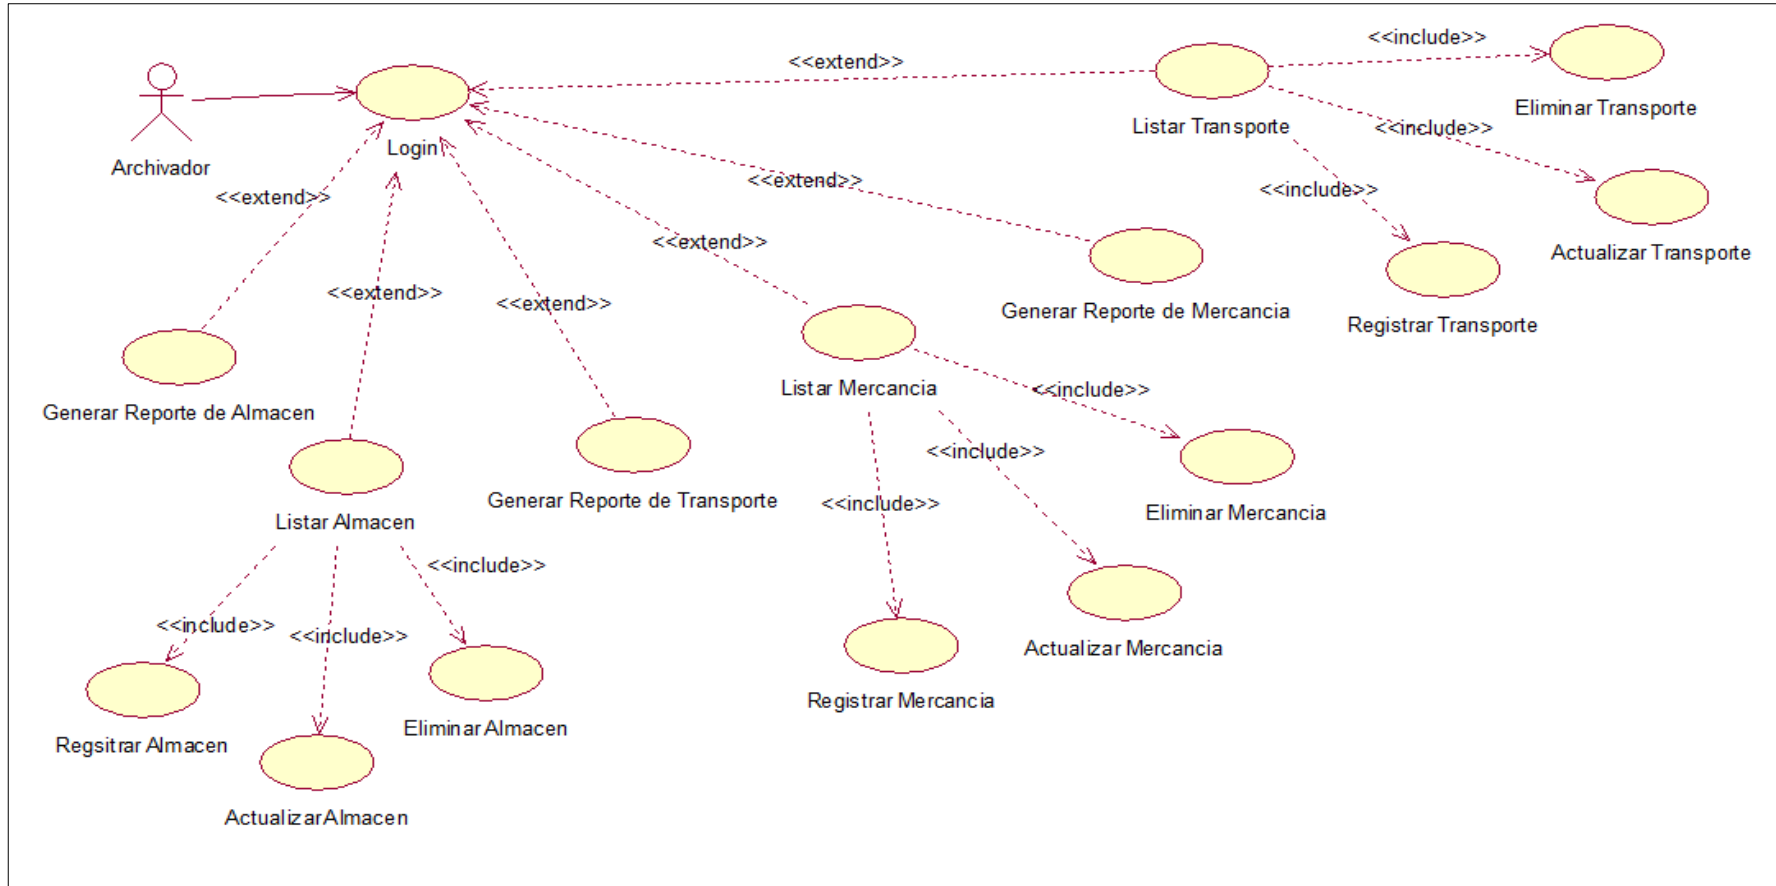 <<include>>
<<extend>>
Eliminar Transporte
Listar Transporte
<<include>>
Login
Archivador
<<extend>>
<<extend>>
<<include>>
<<extend>>
Actualizar Transporte
<<extend>>
<<extend>>
Generar Reporte de Mercancia
Registrar Transporte
Listar Mercancia
<<include>>
Generar Reporte de Almacen
<<include>>
Generar Reporte de Transporte
<<include>>
Eliminar Mercancia
Listar Almacen
<<include>>
<<include>>
<<include>>
Actualizar Mercancia
Registrar Mercancia
Eliminar Almacen
Regsitrar Almacen
Actualizar Almacen